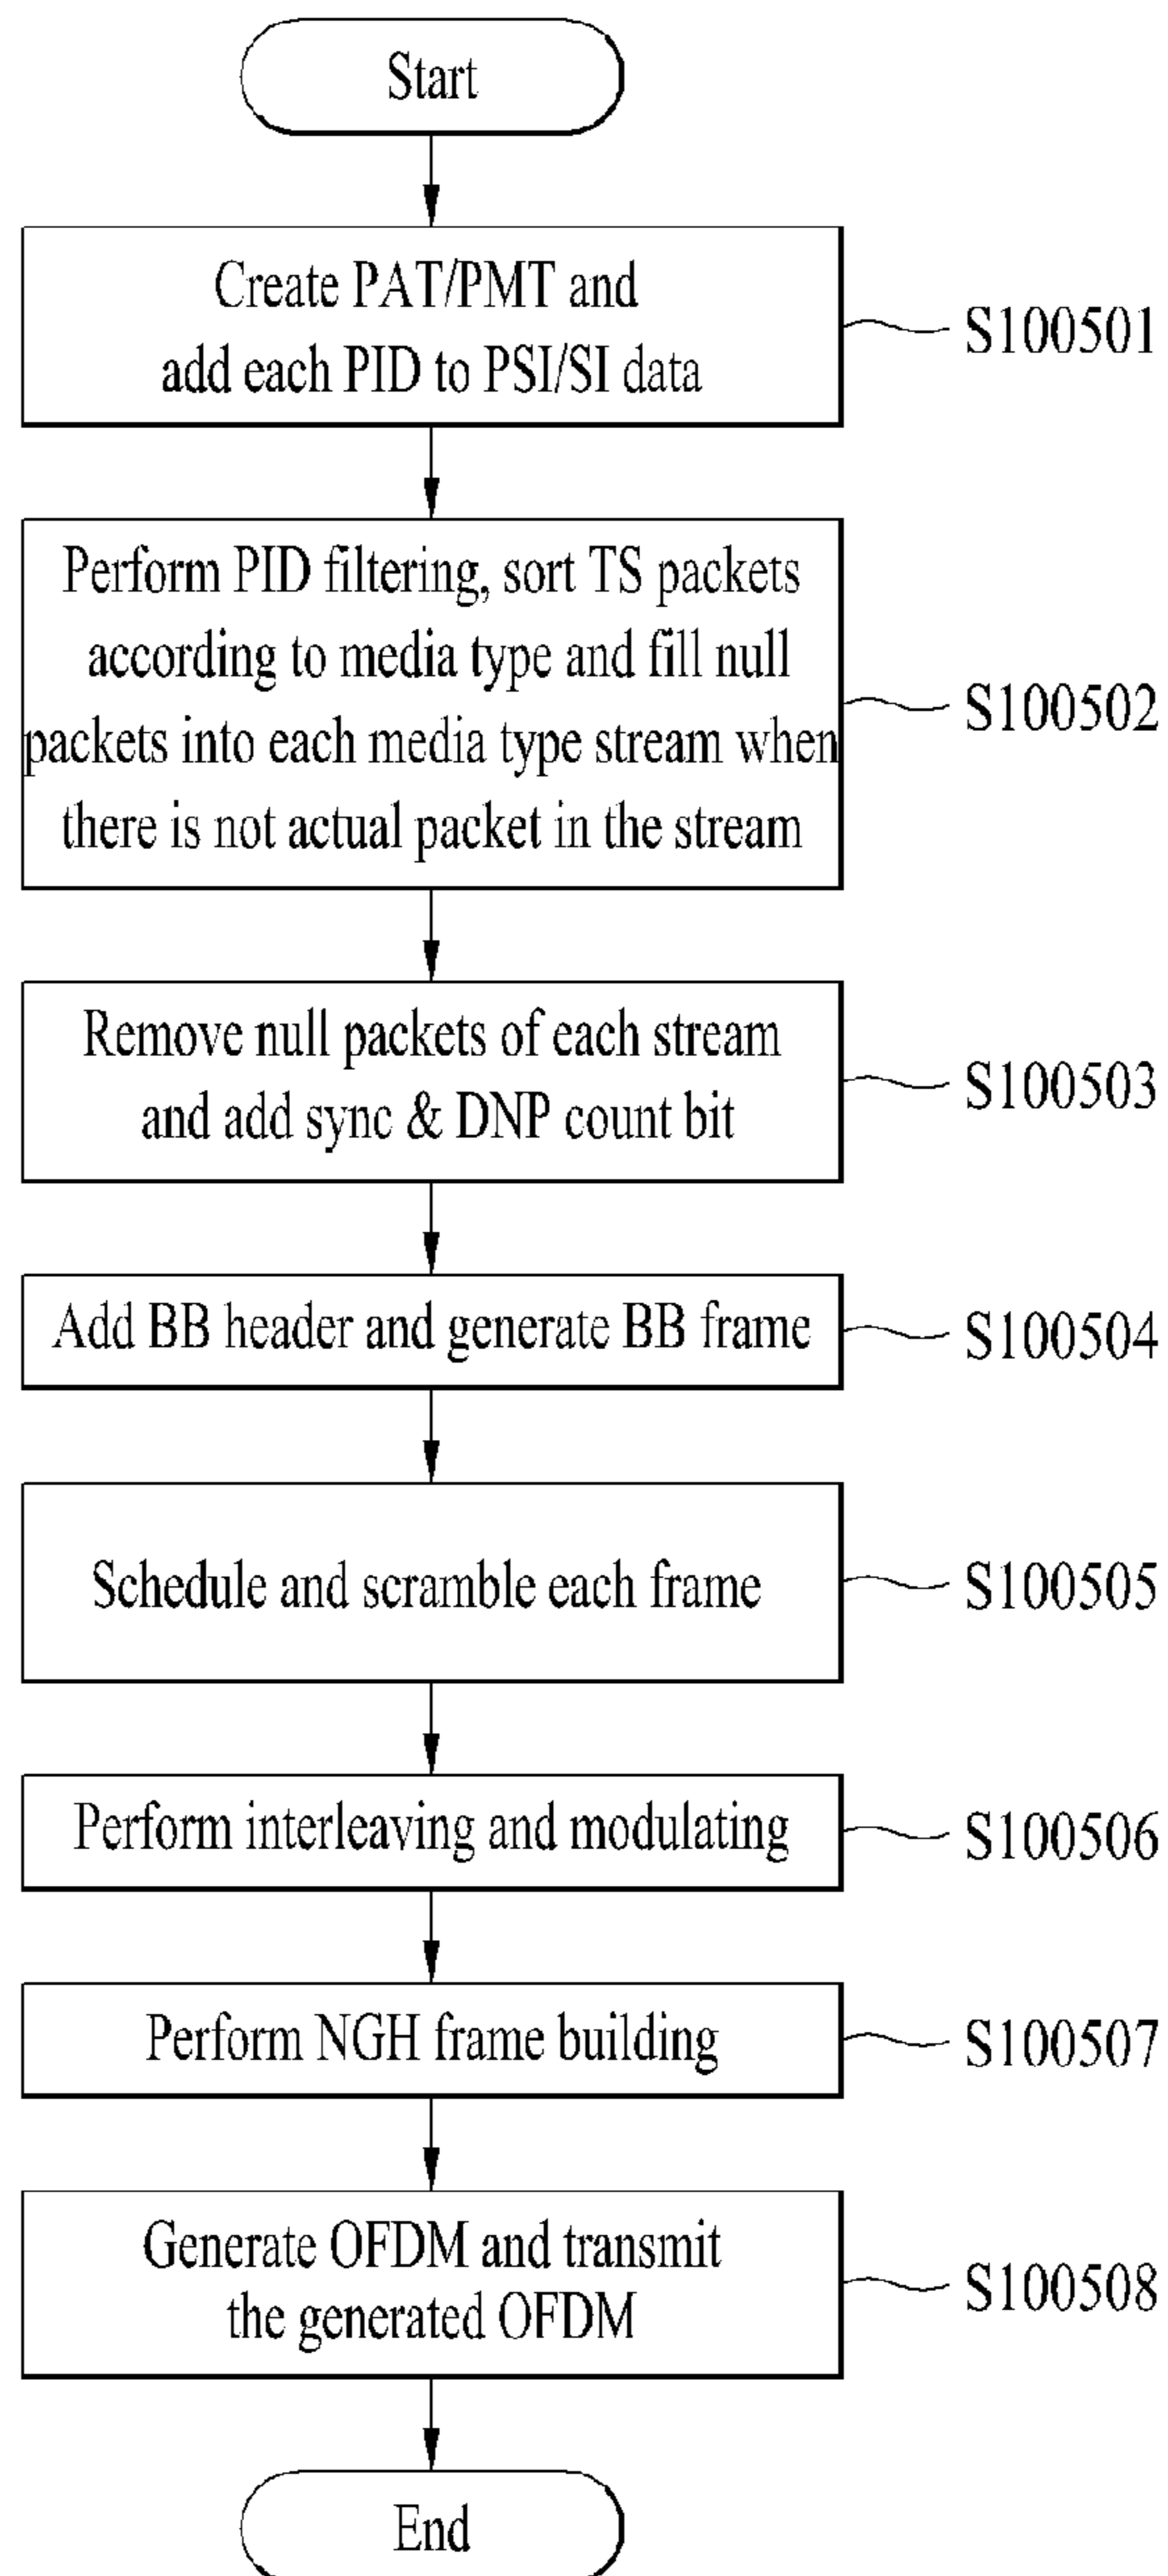 Start
Create PAT/PMT and
add each PID to PSI/SI data
S100501
Perform PID filtering, sort TS packets
according to media type and fill null
packets into each media type stream when
there is not actual packet in the stream
S100502
Remove null packets of each stream
and add sync & DNP count bit
S100503
Add BB header and generate BB frame
S100504
Schedule and scramble each frame
S100505
Perform interleaving and modulating
S100506
Perform NGH frame building
S100507
Generate OFDM and transmit
the generated OFDM
S100508
End